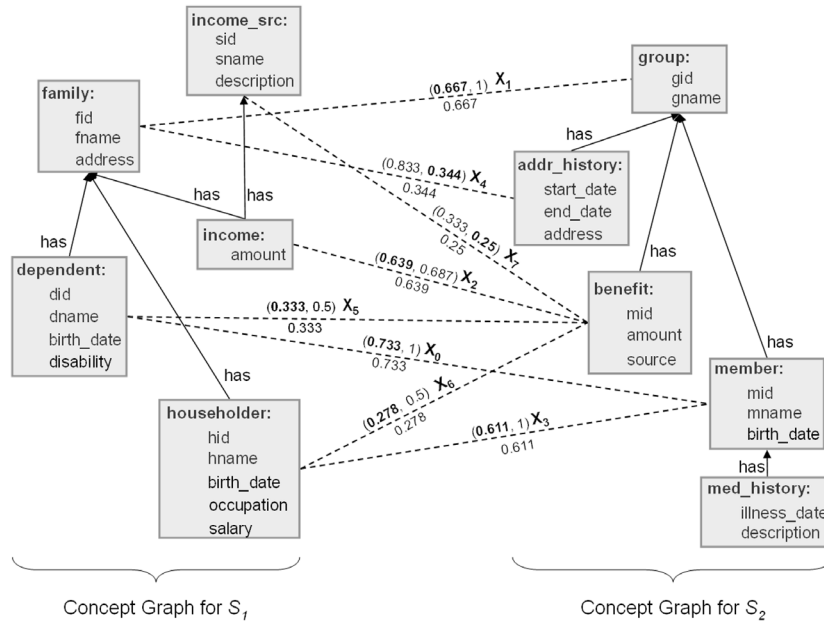 income_src:
sid
sname
description
family:
fid
fname
address
group:
gid
gname
(0.667, 1) X1
0.667
has
addr_history:
start_date
end_date
address
(0.833, 0.344) X4
0.344
has
has
has
income:
amount
(0.333, 0.25) X7
0.25
has
dependent:
did
dname
birth_date
disability
(0.639, 0.687) X2
0.639
has
benefit:
mid
amount
source
(0.333, 0.5) X5
0.333
(0.733, 1) X0
0.733
has
member:
mid
mname
birth_date
has
householder:
hid
hname
birth_date
occupation
salary
(0.278, 0.5) X6
0.278
(0.611, 1) X3
0.611
has
med_history:
illness_date
description
Concept Graph for S1
Concept Graph for S2